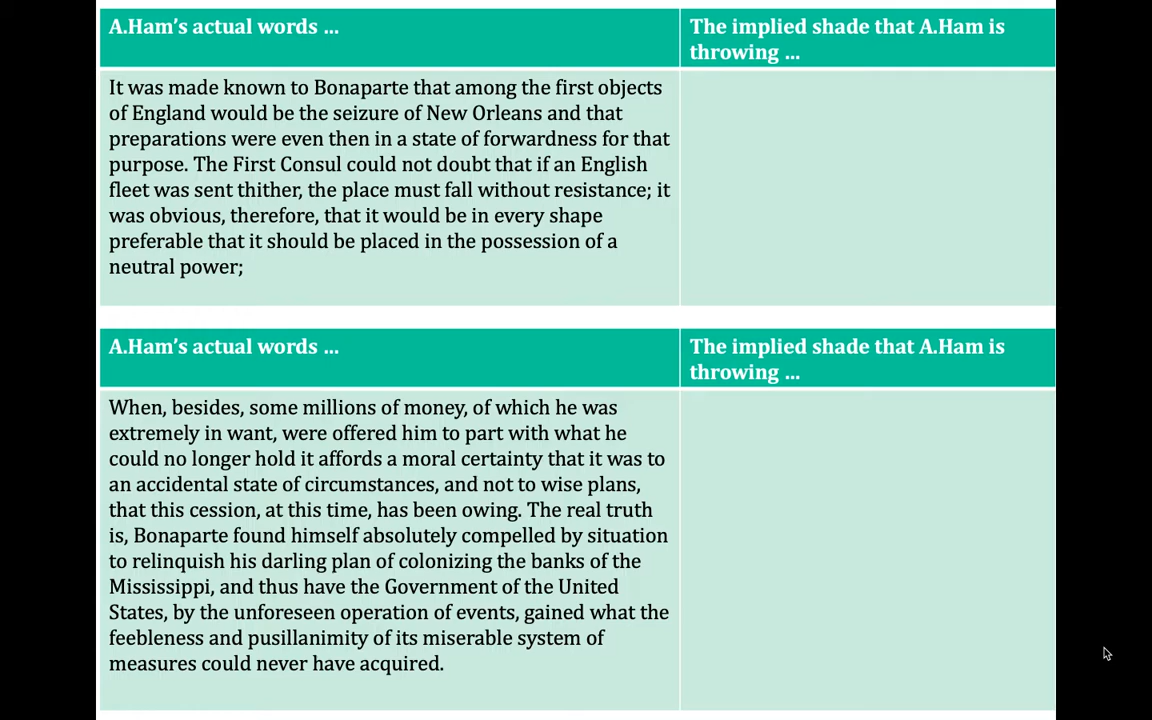 A.Ham's actual words ...
The implied shade that A.Ham is
throwing ...
It was made known to Bonaparte that among the first objects
of England would be the seizure of New Orleans and that
preparations were even then in a state of forwardness for that
purpose. The First Consul could not doubt that if an English
fleet was sent thither, the place must fall without resistance; it
was obvious, therefore, that it would be in every shape
preferable that it should be placed in the possession of a
neutral power;
A.Ham's actual words ...
The implied shade that A.Ham is
throwing ...
When, besides, some millions of money, of which he was
extremely in want, were offered him to part with what he
could no longer hold it affords a moral certainty that it was to
an accidental state of circumstances, and not to wise plans,
that this cession, at this time, has been owing. The real truth
is, Bonaparte found himself absolutely compelled by situation
to relinquish his darling plan of colonizing the banks of the
Mississippi, and thus have the Government of the United
States, by the unforeseen operation of events, gained what the
feebleness and pusillanimity of its miserable system of
measures could never have acquired.